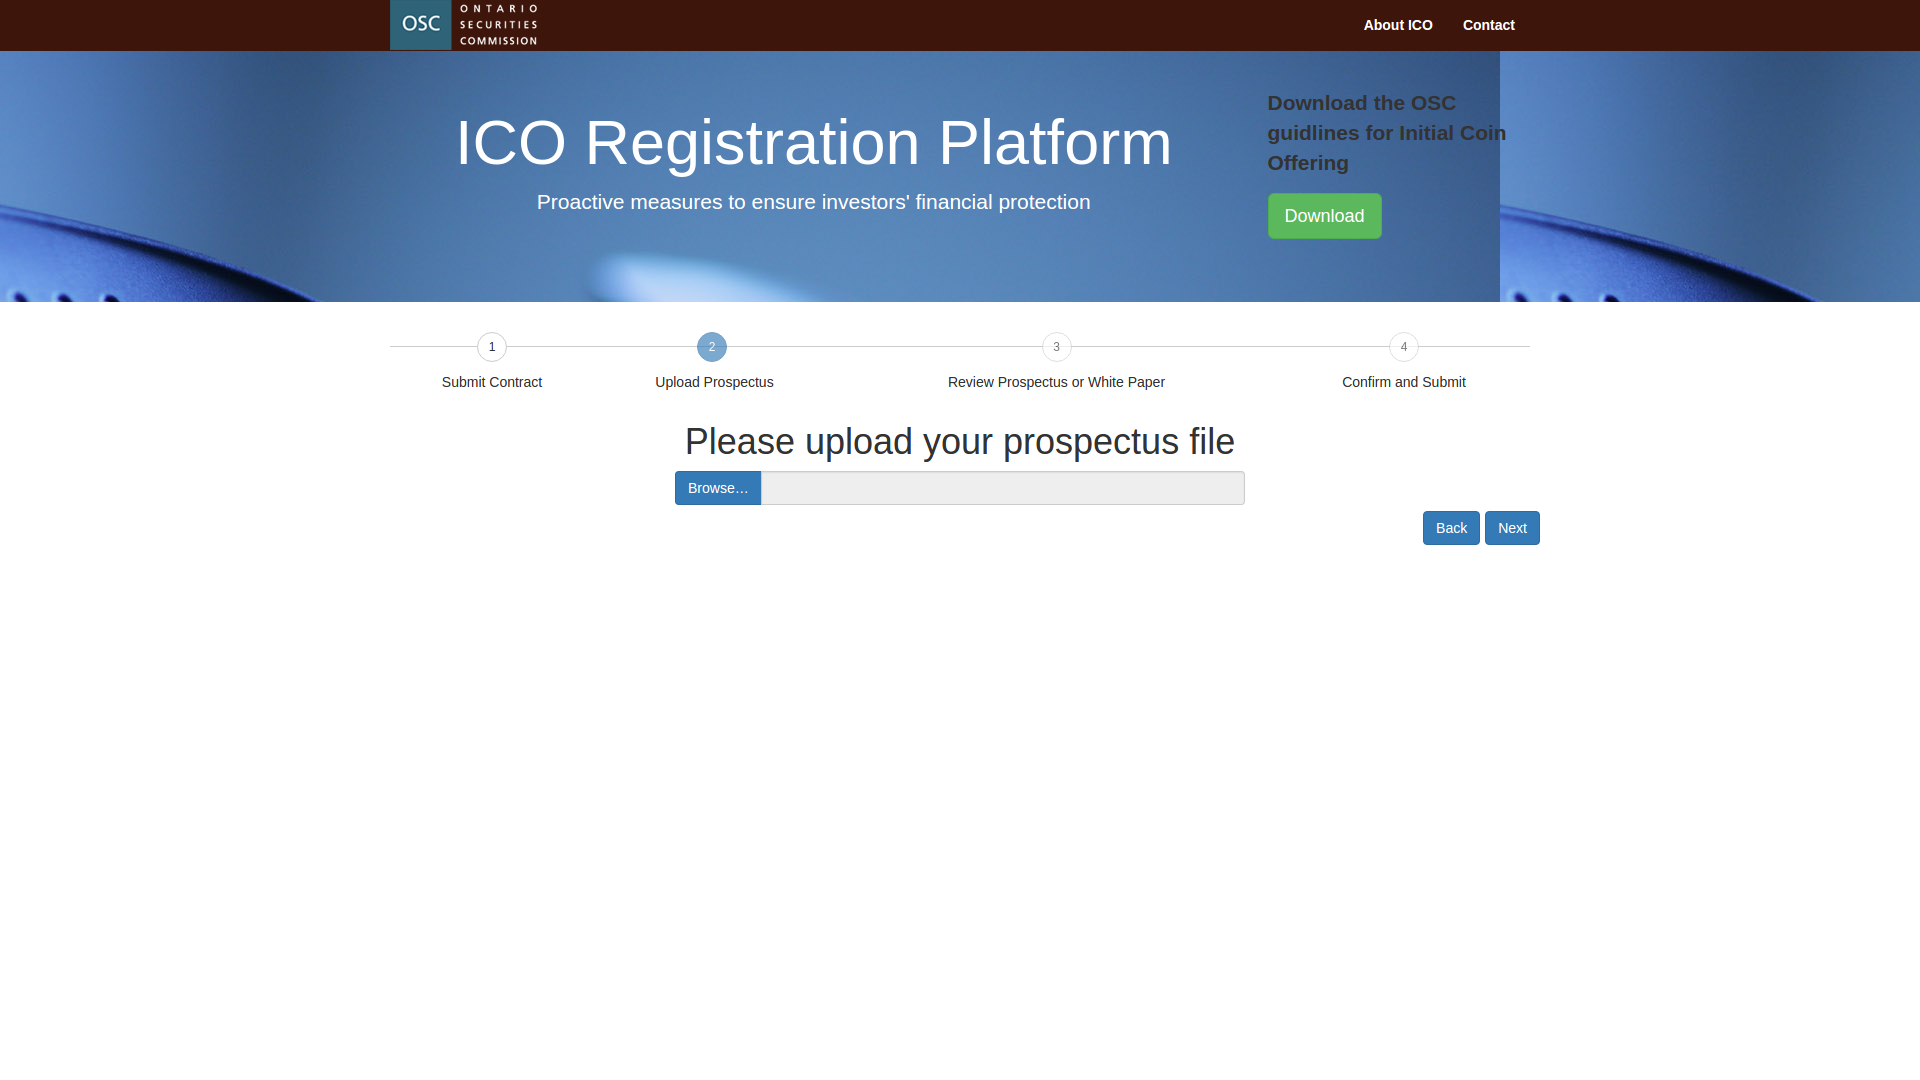 OSC
ONTARIO
SECURITIES
COMMISSION
About ICO
Contact
ICO Registration Platform
Proactive measures to ensure investors' financial protection
Download the OSC
guidlines for Initial Coin
Offering
Download
1
2
3
4
Submit Contract
Upload Prospectus
Review Prospectus or White Paper
Confirm and Submit
Please upload your prospectus file
Browse…
Back
Next